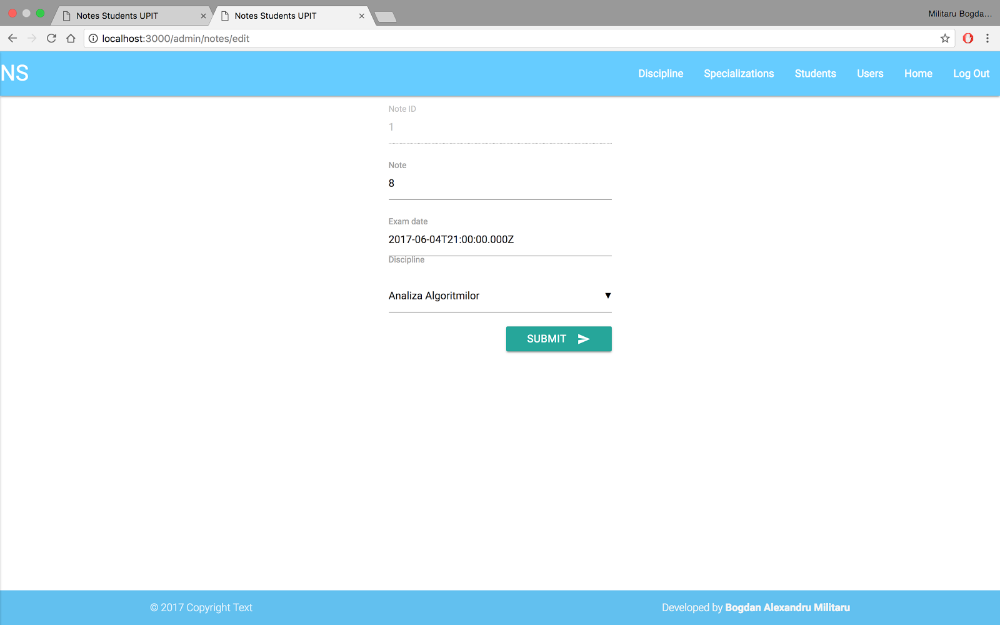 Notes Students UPIT
Notes Students UPIT
Militaru Bogda...
localhost:3000/admin/notes/edit
NS
Discipline
Specializations
Students
Users
Home
Log Out
Note ID
1
Note
8
Exam date
2017-06-04T21:00:00.000Z
Discipline
Analiza Algoritmilor
SUBMIT
© 2017 Copyright Text
Developed by Bogdan Alexandru Militaru